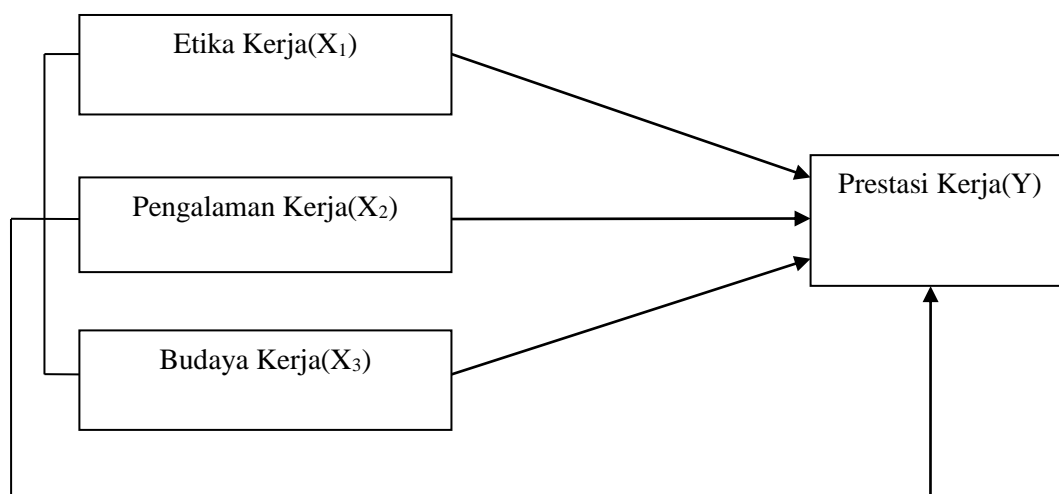 Etika Kerja(X₁)
Pengalaman Kerja(X₂)
Prestasi Kerja(Y)
Budaya Kerja(X₃)